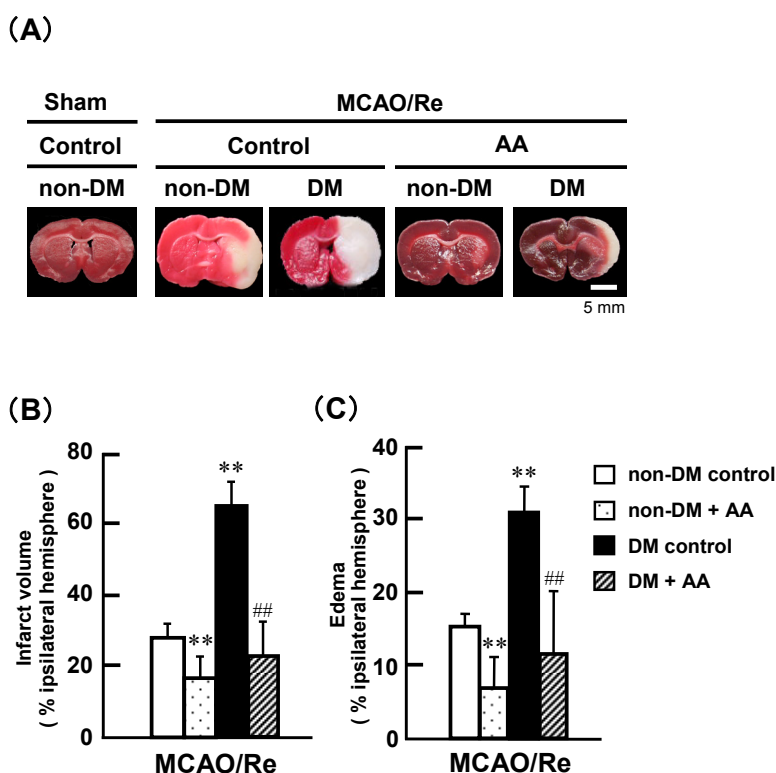 (A)
Sham MCAO/Re
Control Control AA
non-DM non-DM DM non-DM DM
5 mm
(B)
Infarct volume
( % ipsilateral hemisphere )
80
60
40
20
0
**
**
##
MCAO/Re
(C)
Edema
( % ipsilateral hemisphere )
40
30
20
10
0
**
**
##
MCAO/Re
non-DM control
non-DM + AA
DM control
DM + AA